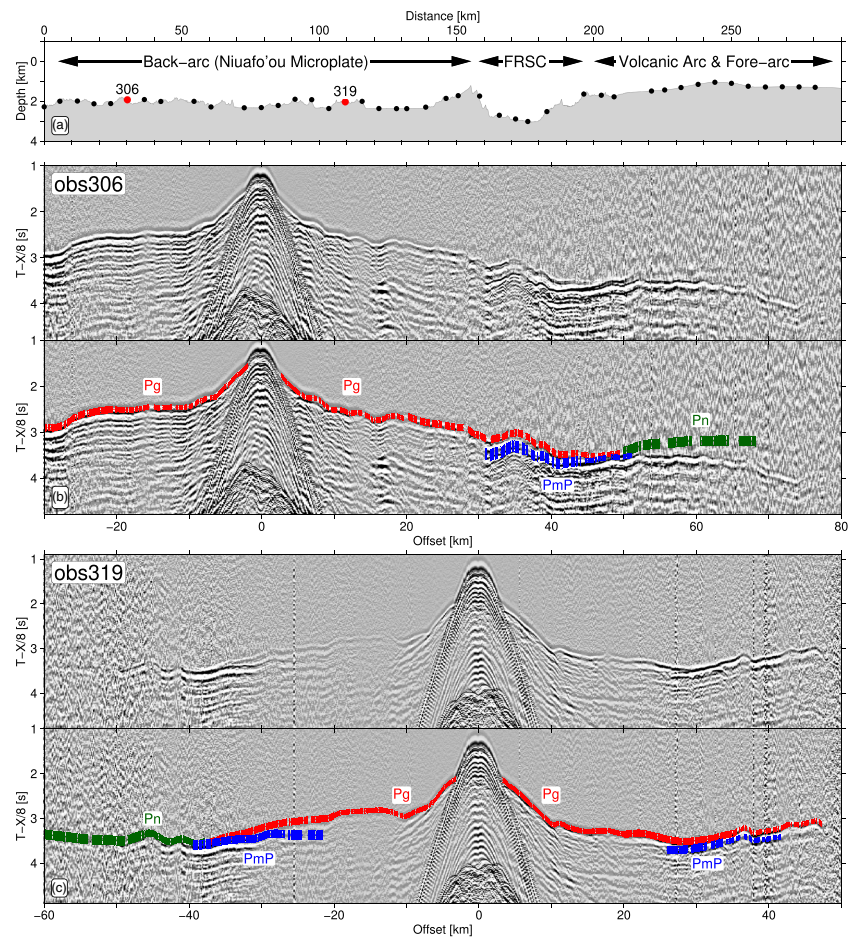 Distance [km]
0 50 100 150 200 250
Back−arc (Niuafo'ou Microplate) FRSC Volcanic Arc & Fore−arc
306 319
Depth [km]
0
2
4
(a)
obs306
T−X/8 [s]
1
2
3
4
Pg Pg Pn
PmP
T−X/8 [s]
1
2
3
4
(b)
−20 0 20 40 60 80
Offset [km]
obs319
T−X/8 [s]
1
2
3
4
Pn Pg Pg
PmP PmP
T−X/8 [s]
1
2
3
4
(c)
−60 −40 −20 0 20 40
Offset [km]